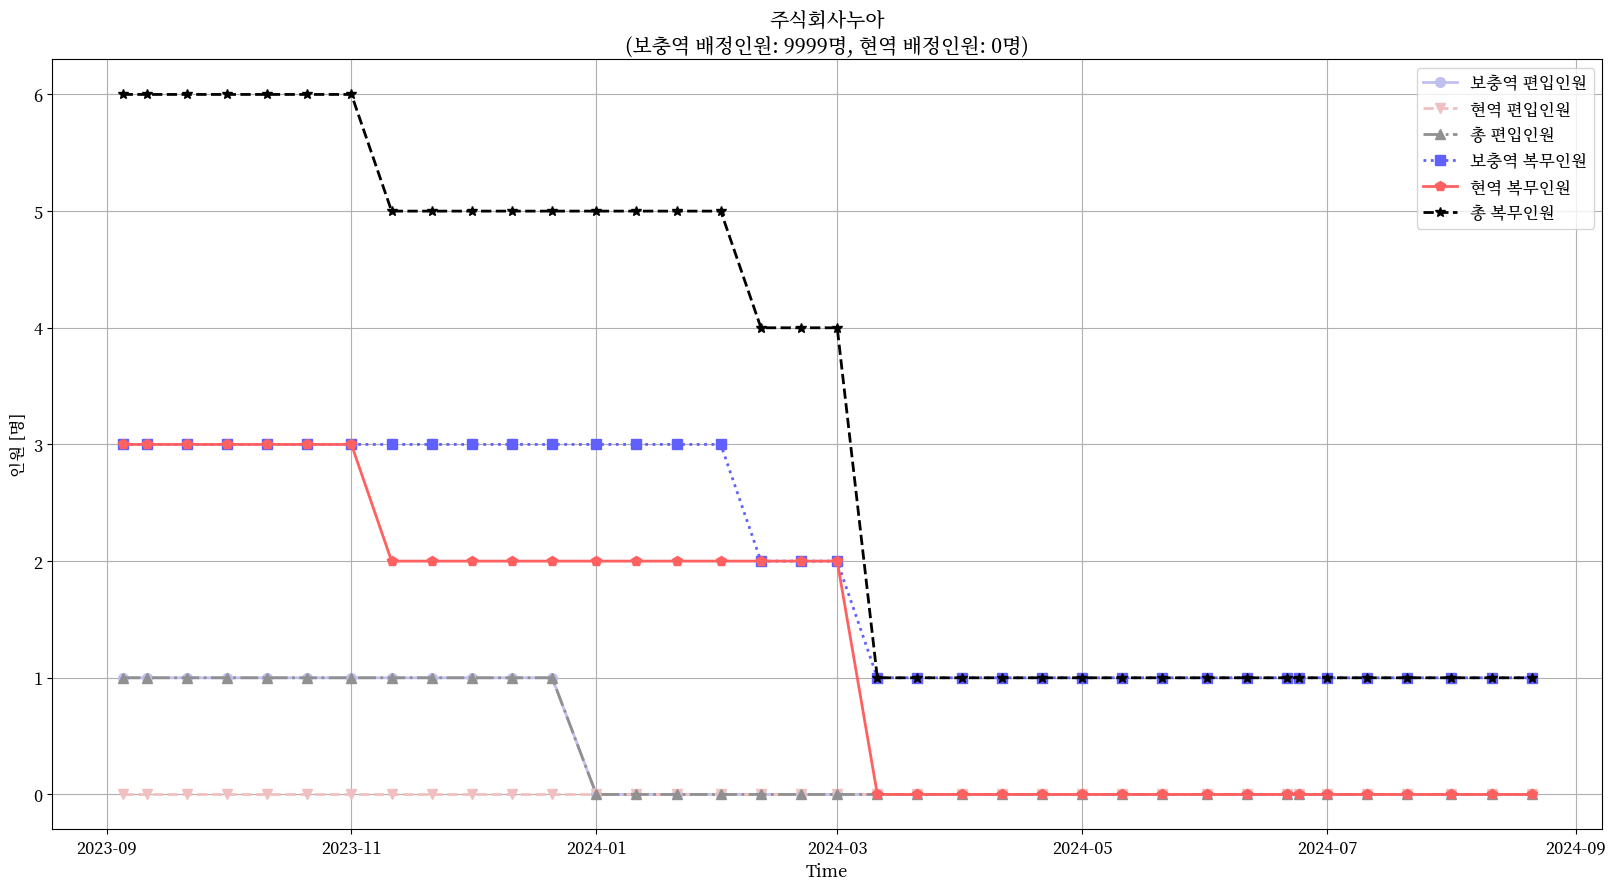 주식회사누아
(보충역 배정인원: 9999명, 현역 배정인원: 0명)
보충역 편입인원
현역 편입인원
총 편입인원
보충역 복무인원
현역 복무인원
총 복무인원
인원 [명]
6
5
4
3
2
1
0
2023-09
2023-11
2024-01
2024-03
2024-05
2024-07
2024-09
Time